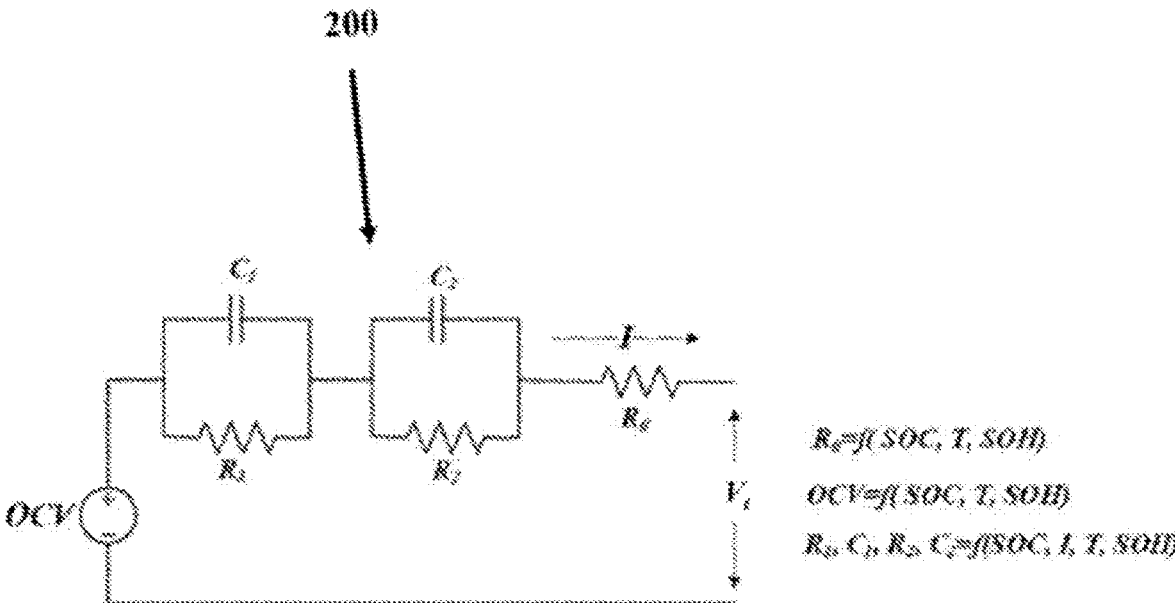 200
C₁
C₂
I
R₀
R₁
R₂
OCV
Vₜ
R₀=f(SOC, T, SOH)
OCV=f(SOC, T, SOH)
R₁, C₁, R₂, C₂=f(SOC, I, T, SOH)